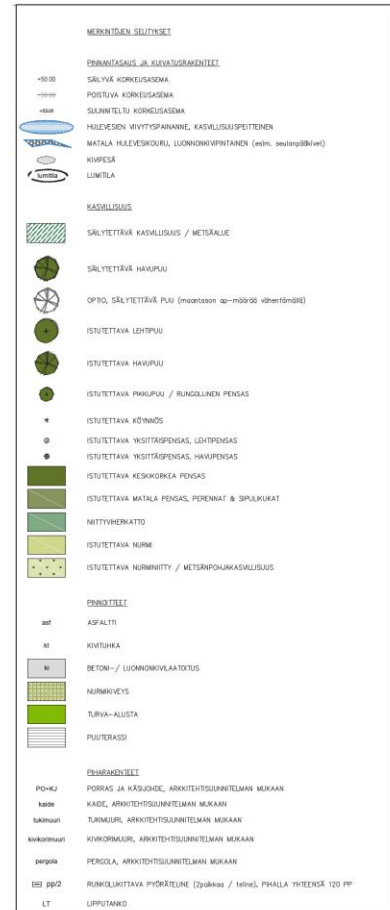 MERKINTÖJEN SELITYKSET
PINNANTASAUS JA KUIVATUSRAKENTEET
+50.00 SÄILYVÄ KORKEUSASEMA
+50.00 POISTUVA KORKEUSASEMA
SUUNNITELTU KORKEUSASEMA
HULEVESIEN VIIVYTYSPAINANNE, KASVILLISUUSPEITTEINEN
MATALA HULEVESIKOURU, LUONNONKIVIPINTAINEN (esim. seulanpääkivet)
KIVIPESÄ
lumitila LUMITILA
KASVILLISUUS
SÄILYTETTÄVÄ KASVILLISUUS / METSÄALUE
SÄILYTETTÄVÄ HAVUPUU
OPTIO, SÄILYTETTÄVÄ PUU (maantason ap-määrää vähentämällä)
ISTUTETTAVA LEHTIPUU
ISTUTETTAVA HAVUPUU
ISTUTETTAVA PIKKUPUU / RUNGOLLINEN PENSAS
ISTUTETTAVA KÖYNNÖS
ISTUTETTAVA YKSITTÄISPENSAS, LEHTIPENSAS
ISTUTETTAVA YKSITTÄISPENSAS, HAVUPENSAS
ISTUTETTAVA KESKIKORKEA PENSAS
ISTUTETTAVA MATALA PENSAS, PERENNAT & SIPULIKUKAT
NIITTYVIHERKATTO
ISTUTETTAVA NURMI
ISTUTETTAVA NURMINIITTY / METSÄNPOHJAKASVILLISUUS
PINNOITTEET
asf ASFALTTI
kt KIVITUHKA
ki BETONI-/ LUONNONKIVILAATOITUS
NURMIKIVEYS
TURVA-ALUSTA
PUUTERASSI
PIHARAKENTEET
PO+KJ PORRAS JA KÄSIJOHDE, ARKKITEHTISUUNNITELMAN MUKAAN
kaide KAIDE, ARKKITEHTISUUNNITELMAN MUKAAN
tukimuuri TUKIMUURI, ARKKITEHTISUUNNITELMAN MUKAAN
kivikorimuuri KIVIKORIMUURI, ARKKITEHTISUUNNITELMAN MUKAAN
pergola PERGOLA, ARKKITEHTISUUNNITELMAN MUKAAN
pp/2 RUNKOLUKITTAVA PYÖRÄTELINE (2paikkaa / teline), PIHALLA YHTEENSÄ 120 PP
LT LIPPUTANKO